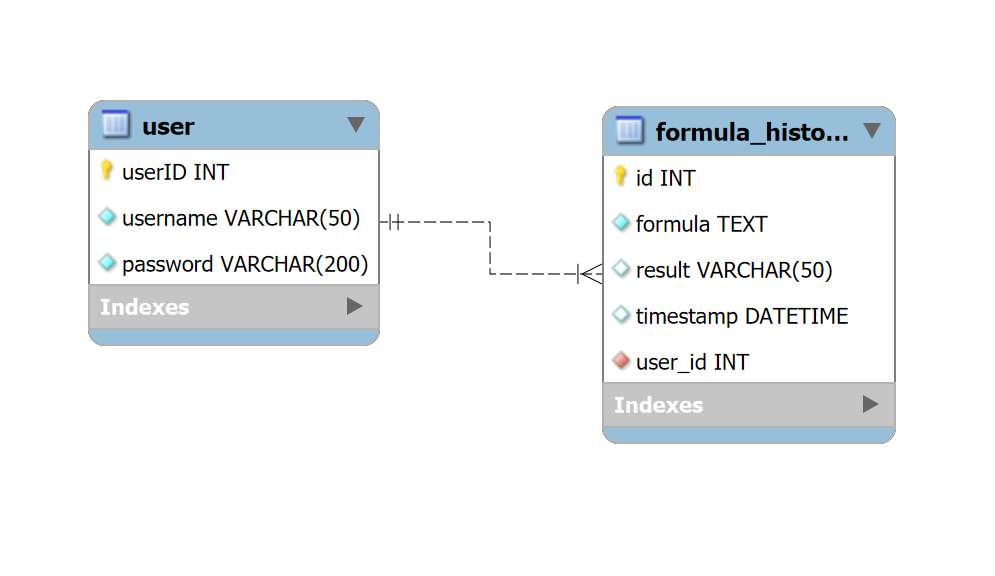 user
userID INT
username VARCHAR(50)
password VARCHAR(200)
Indexes
formula_histo...
id INT
formula TEXT
result VARCHAR(50)
timestamp DATETIME
user_id INT
Indexes